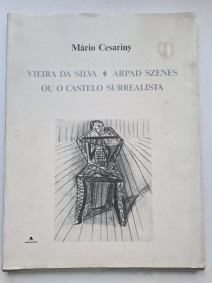 Mário Cesariny
VIEIRA DA SILVA ♦ ARPAD SZENES
OU O CASTELO SURREALISTA